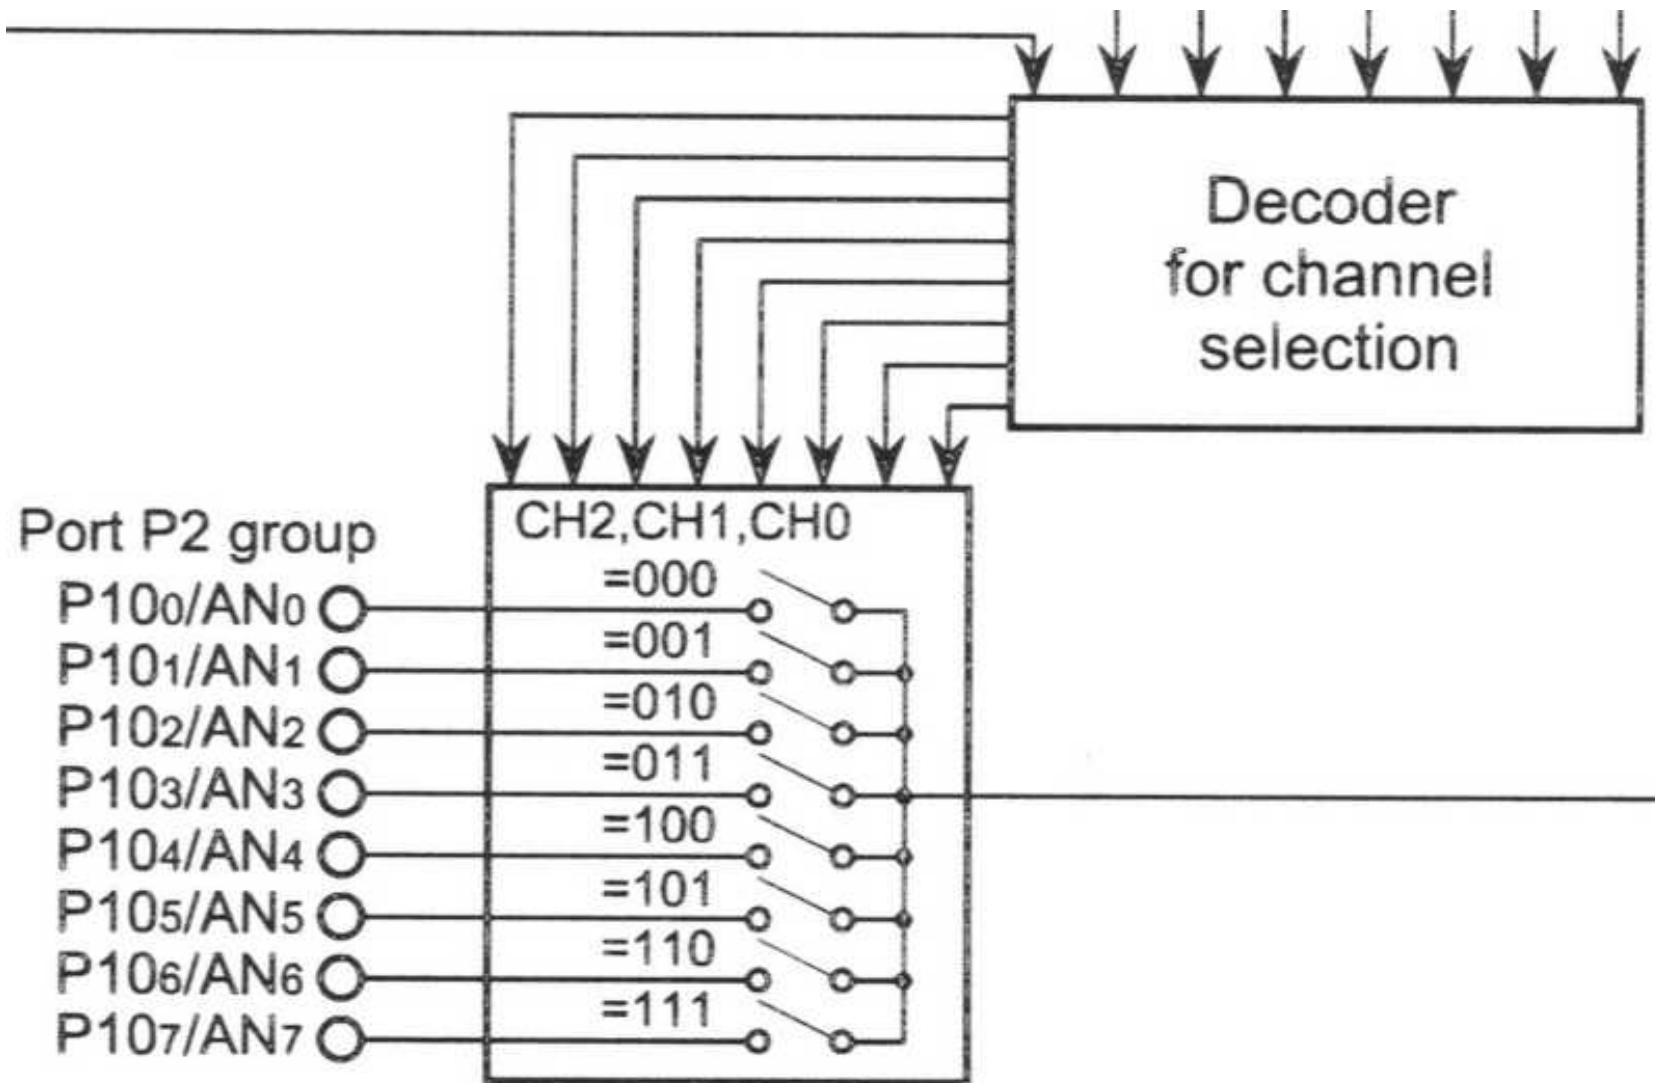 Decoder
for channel
selection
CH2,CH1,CH0
Port P2 group
=000
P100/AN0
=001
P101/AN1
=010
P102/AN2
=011
P103/AN3
=100
P104/AN4
=101
P105/AN5
=110
P106/AN6
=111
P107/AN7